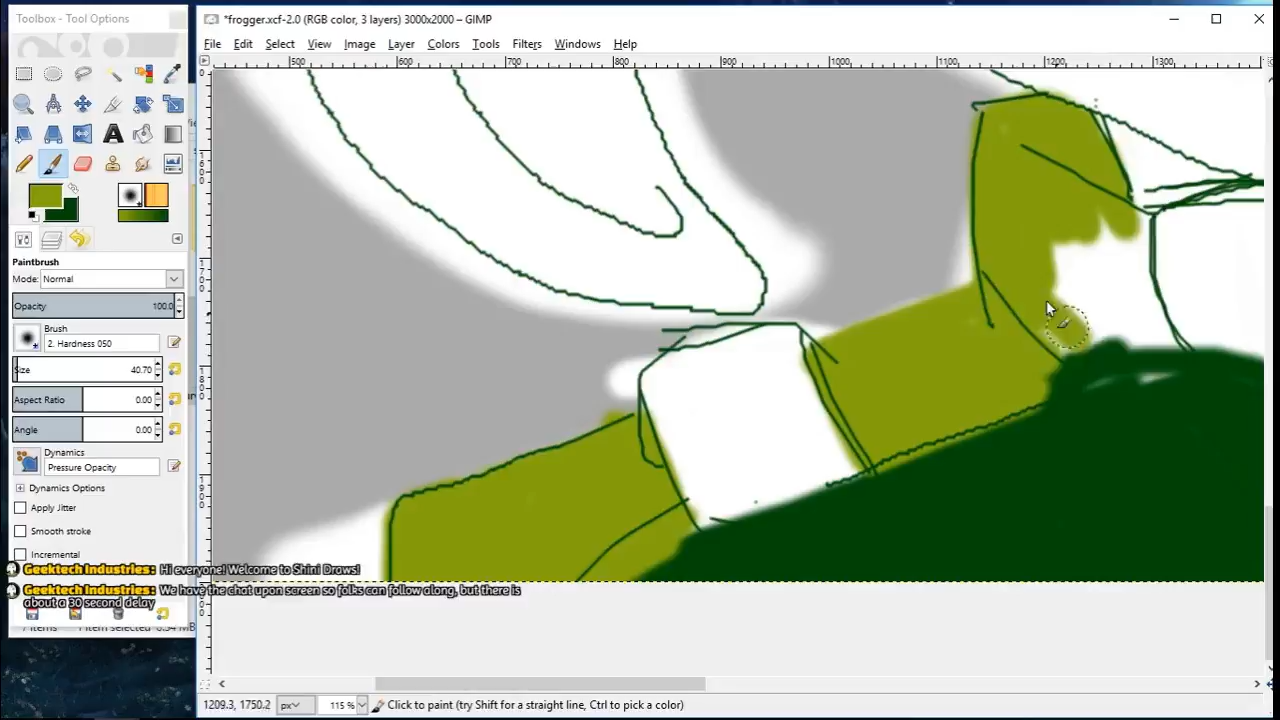 Toolbox - Tool Options
*frogger.xcf-2.0 (RGB color, 3 layers) 3000x2000 – GIMP
File Edit Select View Image Layer Colors Tools Filters Windows Help
500 600 700 800 900 1000 1100 1200 1300
Paintbrush
Mode: Normal
Opacity 100.0
Brush
2. Hardness 050
Size 40.70
Aspect Ratio 0.00
Angle 0.00
Dynamics
Pressure Opacity
Dynamics Options
Apply Jitter
Smooth stroke
Incremental
Geektech Industries: Hi everyone! Welcome to Shini Draws!
Geektech Industries: We have the chat upon screen so folks can follow along, but there is
about a 30 second delay
1209.3, 1750.2 px 115 % Click to paint (try Shift for a straight line, Ctrl to pick a color)